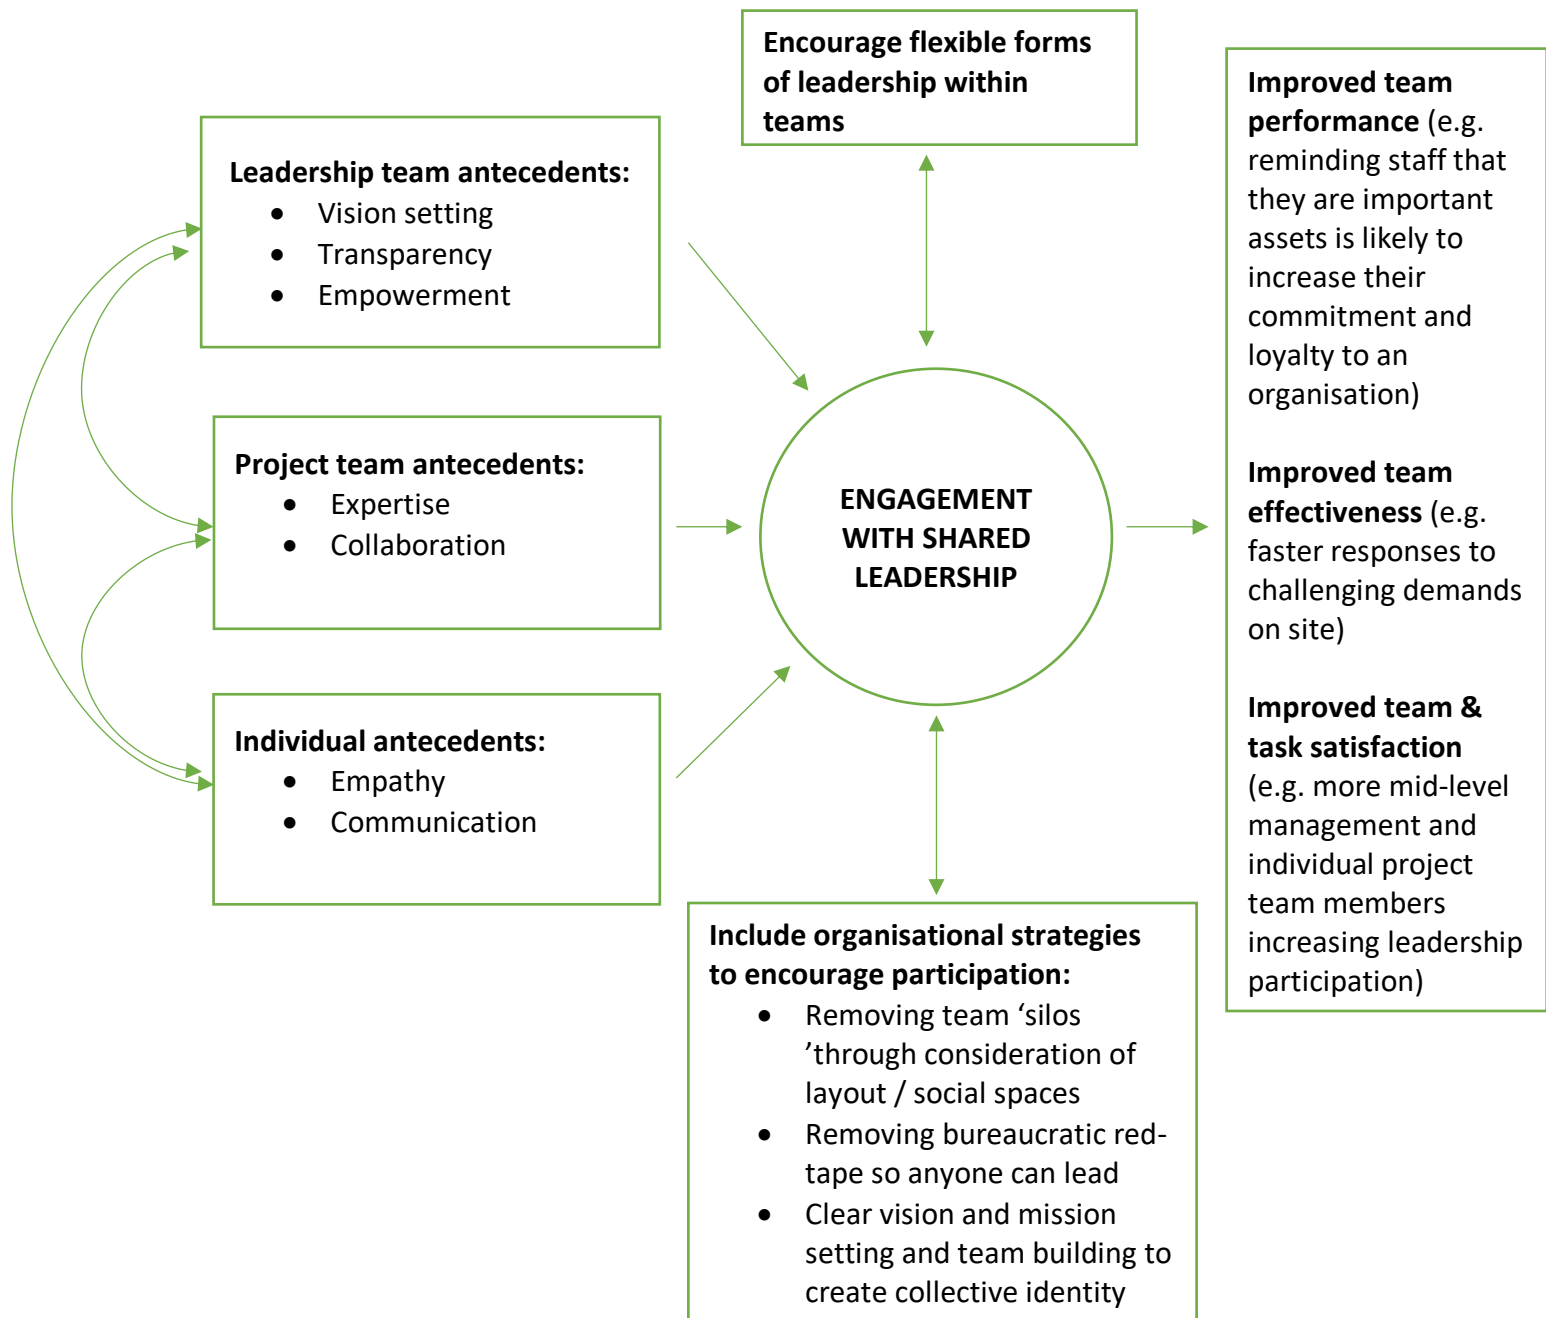 Encourage flexible forms
of leadership within
teams
Leadership team antecedents:
• Vision setting
• Transparency
• Empowerment
Project team antecedents:
• Expertise
• Collaboration
Individual antecedents:
• Empathy
• Communication
ENGAGEMENT
WITH SHARED
LEADERSHIP
Include organisational strategies
to encourage participation:
• Removing team ‘silos
’through consideration of
layout / social spaces
• Removing bureaucratic red-
tape so anyone can lead
• Clear vision and mission
setting and team building to
create collective identity
Improved team
performance (e.g.
reminding staff that
they are important
assets is likely to
increase their
commitment and
loyalty to an
organisation)
Improved team
effectiveness (e.g.
faster responses to
challenging demands
on site)
Improved team &
task satisfaction
(e.g. more mid-level
management and
individual project
team members
increasing leadership
participation)